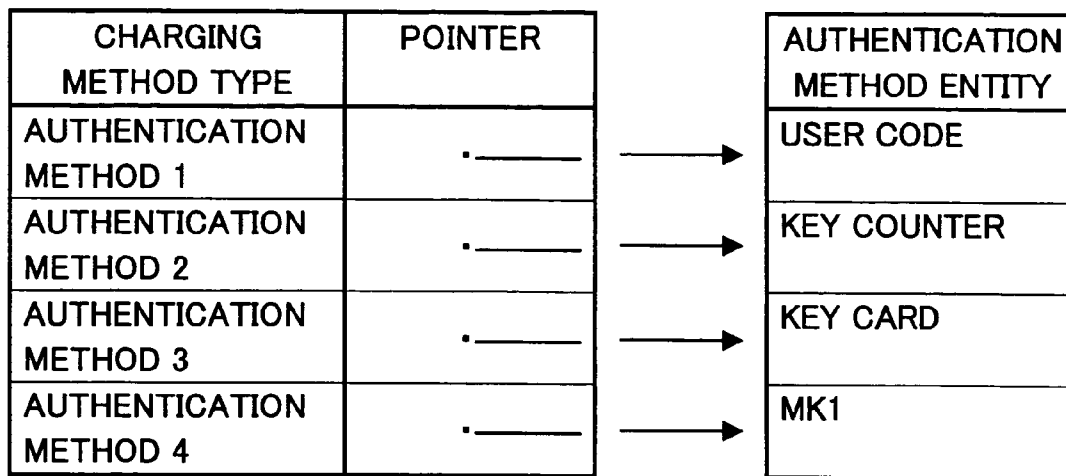 CHARGING
METHOD TYPE
POINTER
AUTHENTICATION
METHOD 1
AUTHENTICATION
METHOD 2
AUTHENTICATION
METHOD 3
AUTHENTICATION
METHOD 4
AUTHENTICATION
METHOD ENTITY
USER CODE
KEY COUNTER
KEY CARD
MK1